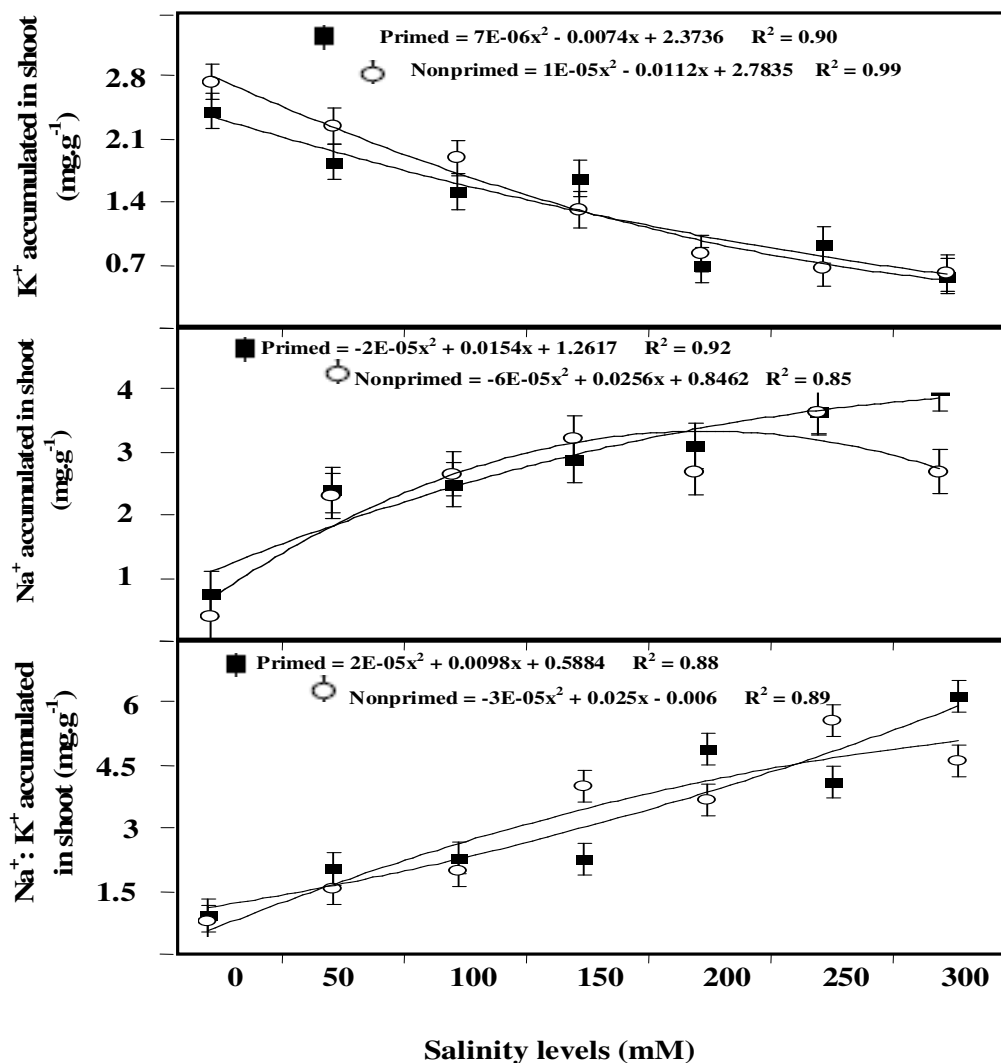 Primed = 7E-06x² - 0.0074x + 2.3736 R² = 0.90
Nonprimed = 1E-05x² - 0.0112x + 2.7835 R² = 0.99
K⁺ accumulated in shoot
(mg.g⁻¹)
2.8
2.1
1.4
0.7
Primed = -2E-05x² + 0.0154x + 1.2617 R² = 0.92
Nonprimed = -6E-05x² + 0.0256x + 0.8462 R² = 0.85
Na⁺ accumulated in shoot
(mg.g⁻¹)
4
3
2
1
Primed = 2E-05x² + 0.0098x + 0.5884 R² = 0.88
Nonprimed = -3E-05x² + 0.025x - 0.006 R² = 0.89
Na⁺: K⁺ accumulated
in shoot (mg.g⁻¹)
6
4.5
3
1.5
0 50 100 150 200 250 300
Salinity levels (mM)